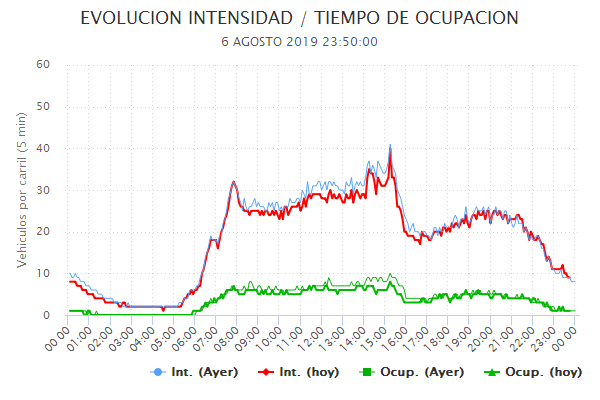 EVOLUCION INTENSIDAD / TIEMPO DE OCUPACION
6 AGOSTO 2019 23:50:00
Vehiculos por carril (5 min)
60
50
40
30
20
10
0
00:00 01:00 02:00 03:00 04:00 05:00 06:00 07:00 08:00 09:00 10:00 11:00 12:00 13:00 14:00 15:00 16:00 17:00 18:00 19:00 20:00 21:00 22:00 23:00 00:00
Int. (Ayer) Int. (hoy) Ocup. (Ayer) Ocup. (hoy)